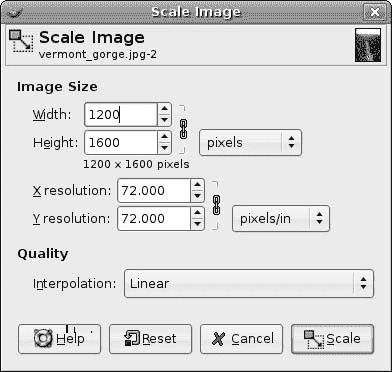 Scale Image
Scale Image
vermont_gorge.jpg-2
Image Size
Width: 1200
Height: 1600 pixels
1200 x 1600 pixels
X resolution: 72.000
Y resolution: 72.000 pixels/in
Quality
Interpolation: Linear
Help Reset Cancel Scale